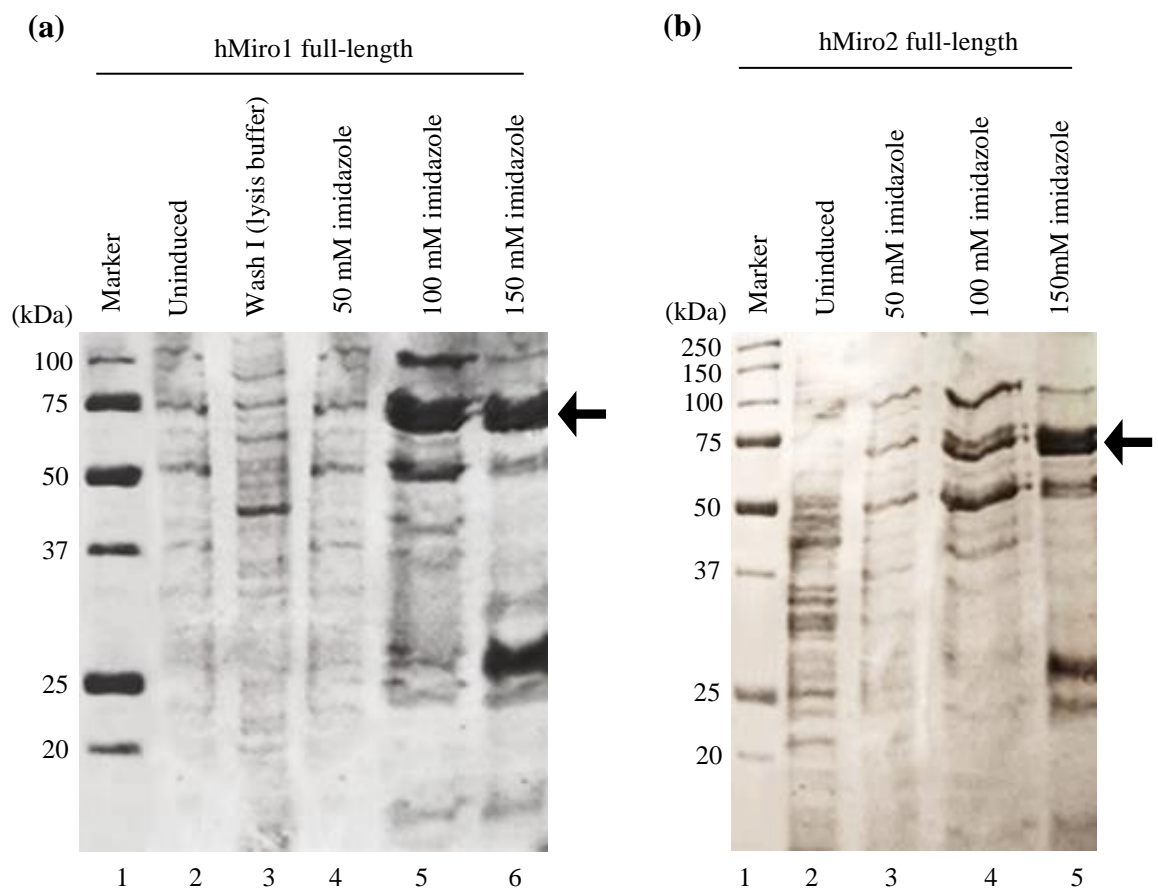 (a)
hMiro1 full-length
Marker
Uninduced
Wash I (lysis buffer)
50 mM imidazole
100 mM imidazole
150 mM imidazole
(kDa)
100
75
50
37
25
20
1 2 3 4 5 6
(b)
hMiro2 full-length
Marker
Uninduced
50 mM imidazole
100 mM imidazole
150mM imidazole
(kDa)
250
150
100
75
50
37
25
20
1 2 3 4 5